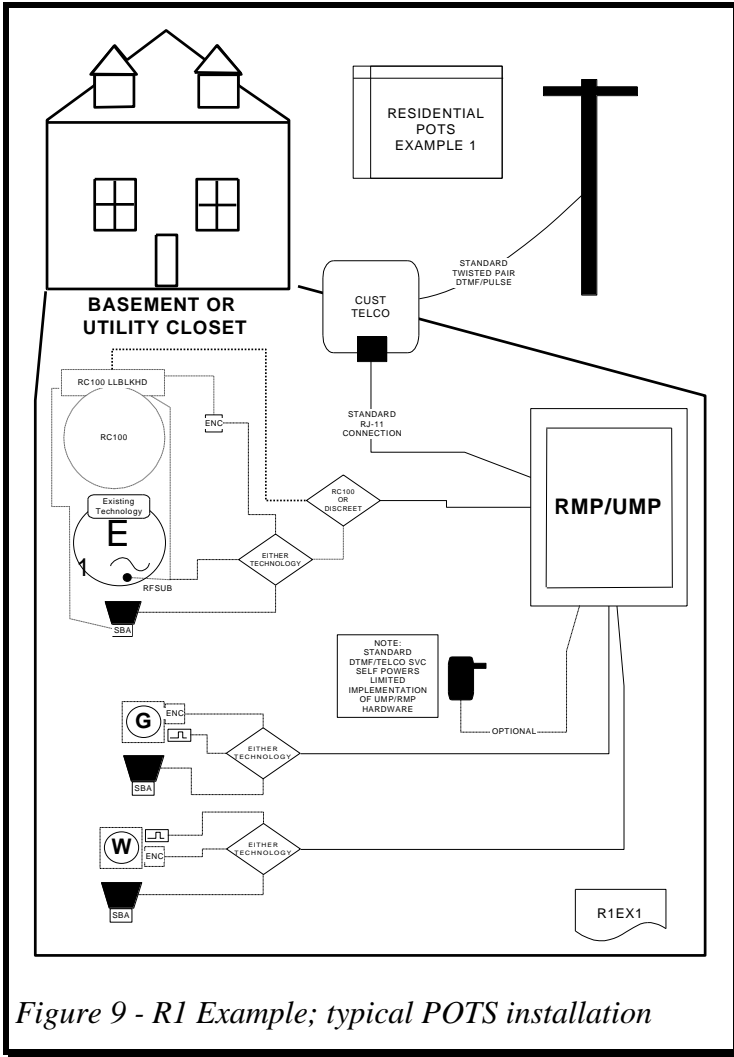 RESIDENTIAL
POTS
EXAMPLE 1
STANDARD
TWISTED PAIR
DTMF/PULSE
CUST
TELCO
BASEMENT OR
UTILITY CLOSET
RC100 LLBLKHD
ENC
STANDARD
RJ-11
CONNECTION
RC100
RC100
OR
DISCREET
RMP/UMP
Existing
Technology
E
1
EITHER
TECHNOLOGY
RFSUB
SBA
NOTE:
STANDARD
DTMF/TELCO SVC
SELF POWERS
LIMITED
IMPLEMENTATION
OF UMP/RMP
HARDWARE
OPTIONAL
G
ENC
EITHER
TECHNOLOGY
SBA
W
ENC
EITHER
TECHNOLOGY
SBA
R1EX1
Figure 9 - R1 Example; typical POTS installation